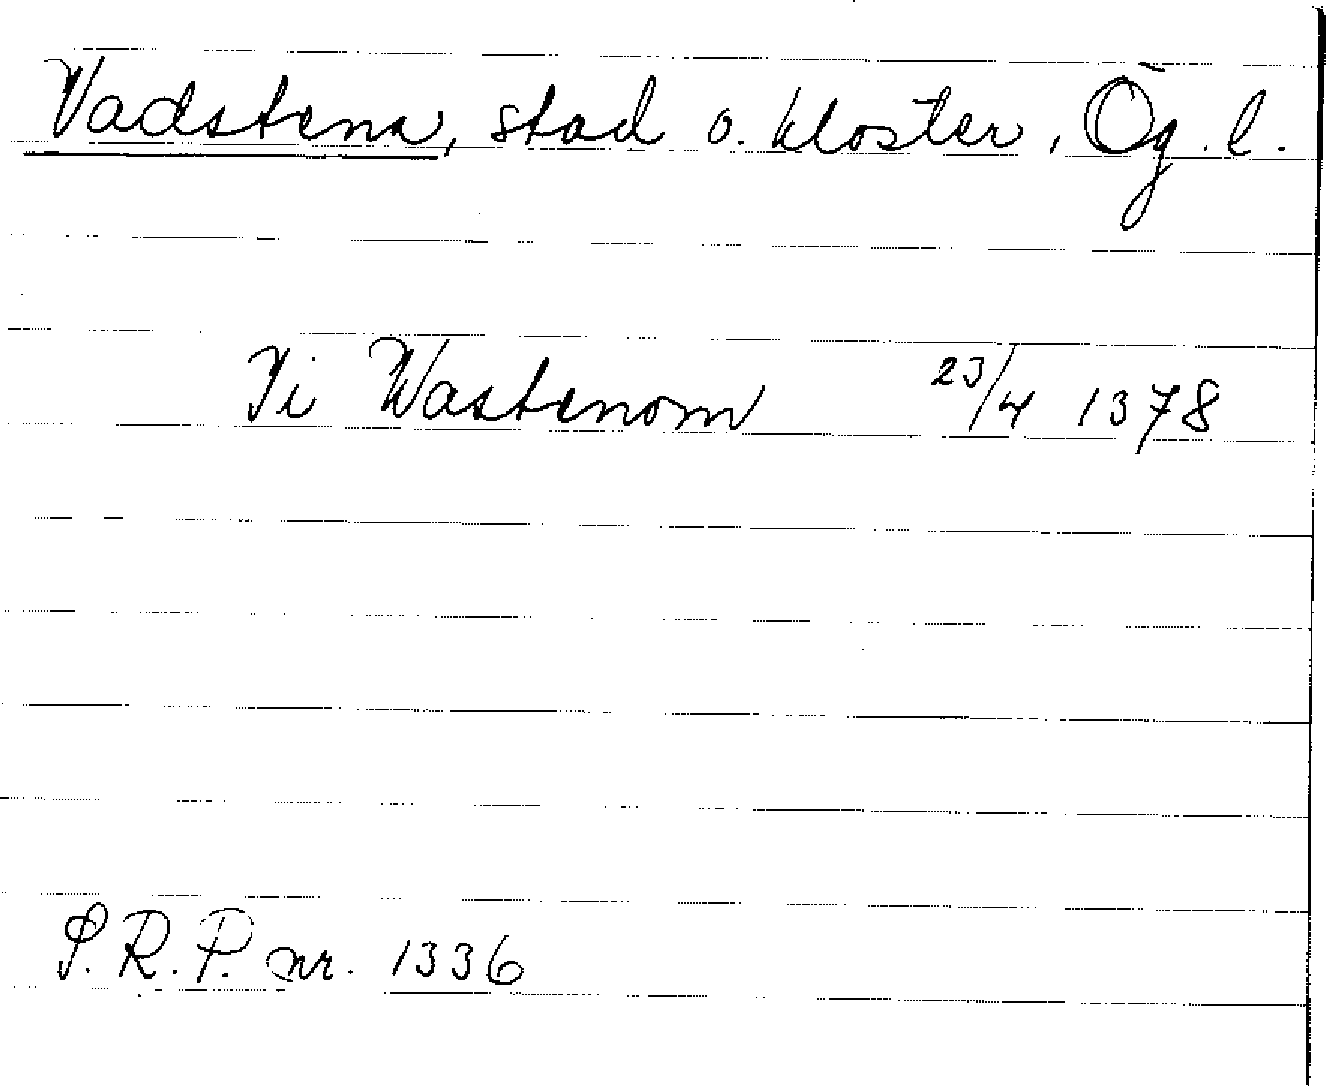 Vadstena, stad o. kloster, Ög. l.
Vi Wastenom 23/4 1378
S.R.P. nr. 1336